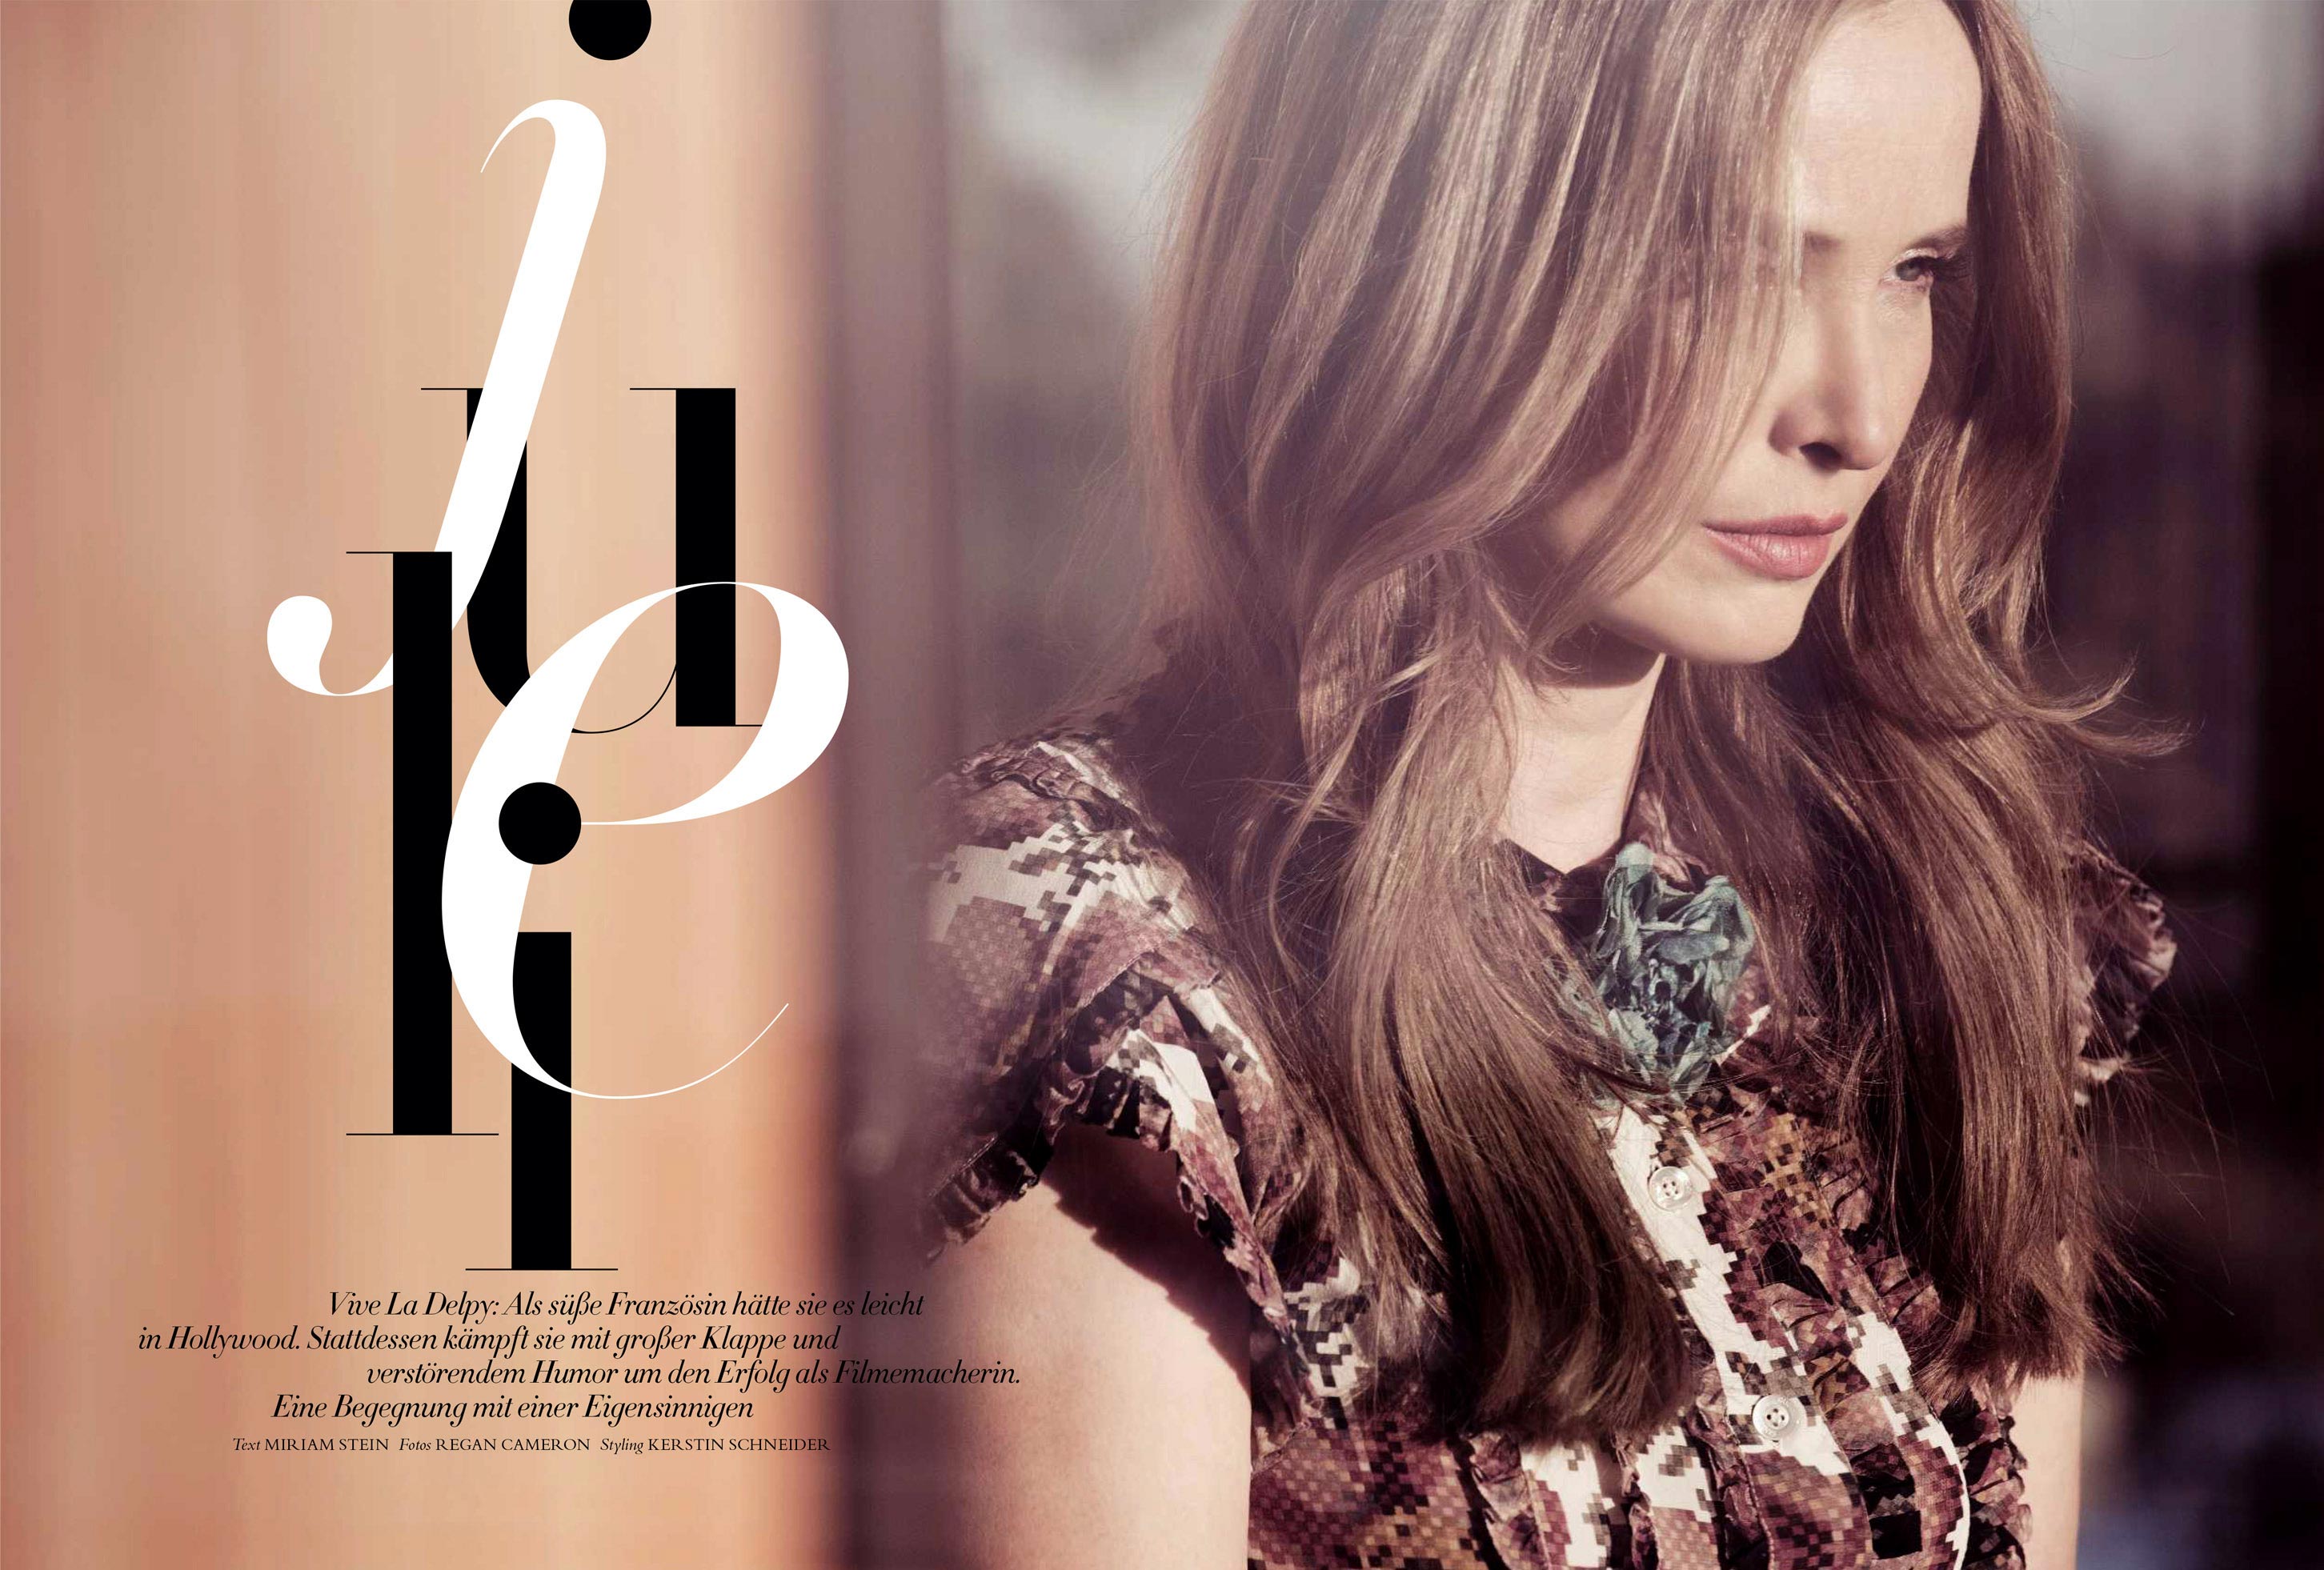 julie
Vive La Delpy: Als süße Französin hätte sie es leicht
in Hollywood. Stattdessen kämpft sie mit großer Klappe und
verstörendem Humor um den Erfolg als Filmemacherin.
Eine Begegnung mit einer Eigensinnigen
Text MIRIAM STEIN Fotos REGAN CAMERON Styling KERSTIN SCHNEIDER